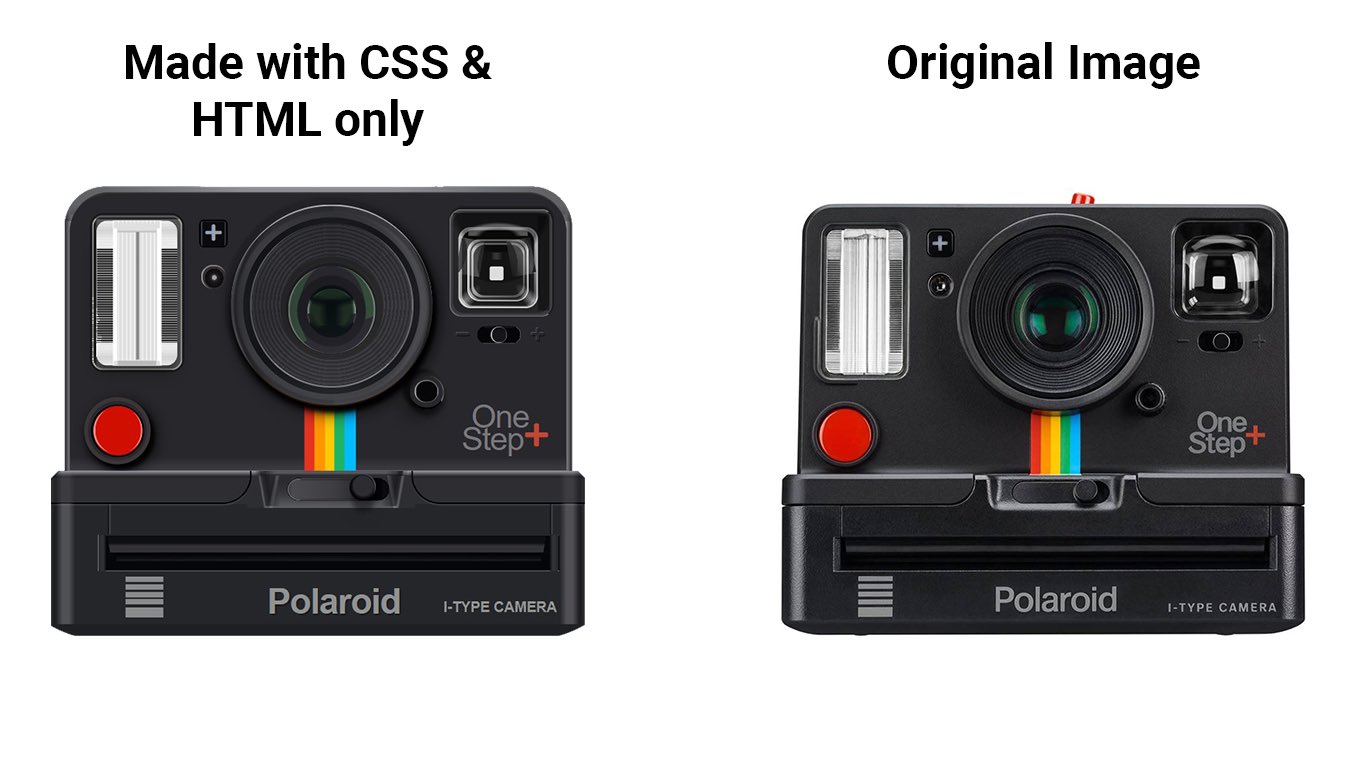 Made with CSS &
HTML only
Original Image
One
Step+
Polaroid
I-TYPE CAMERA
One
Step+
Polaroid
I-TYPE CAMERA